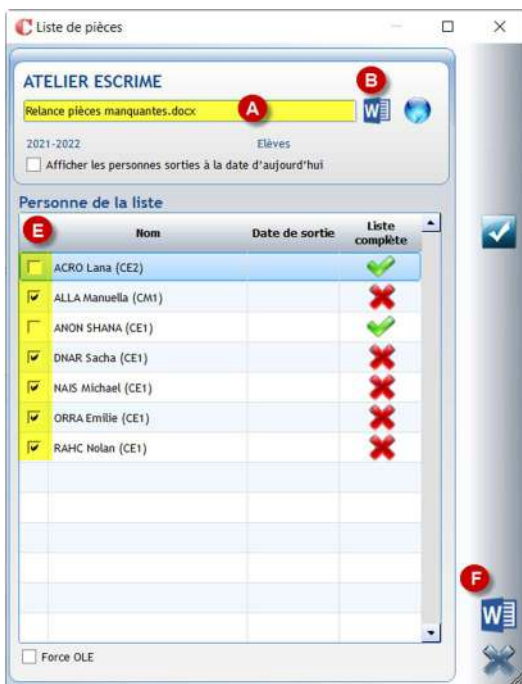 Liste de pièces
ATELIER ESCRIME
B
Relance pièces manquantes.docx
A
2021-2022 Elèves
Afficher les personnes sorties à la date d'aujourd'hui
Personne de la liste
E
Nom Date de sortie Liste complète
ACRO Lana (CE2)
ALLA Manuella (CM1)
ANON SHANA (CE1)
DNAR Sacha (CE1)
NAIS Michael (CE1)
ORRA Emilie (CE1)
RAHC Nolan (CE1)
F
W
Force OLE